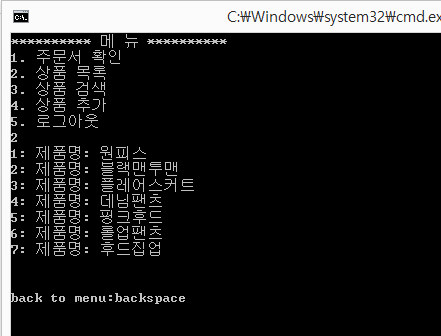 C:\Windows\system32\cmd.ex
********** 메 뉴 **********
1. 주문서 확인
2. 상품 목록
3. 상품 검색
4. 상품 추가
5. 로그아웃
2
1: 제품명: 원피스
2: 제품명: 블랙맨투맨
3: 제품명: 플레어스커트
4: 제품명: 데님팬츠
5: 제품명: 핑크후드
6: 제품명: 롤업팬츠
7: 제품명: 후드집업
back to menu:backspace